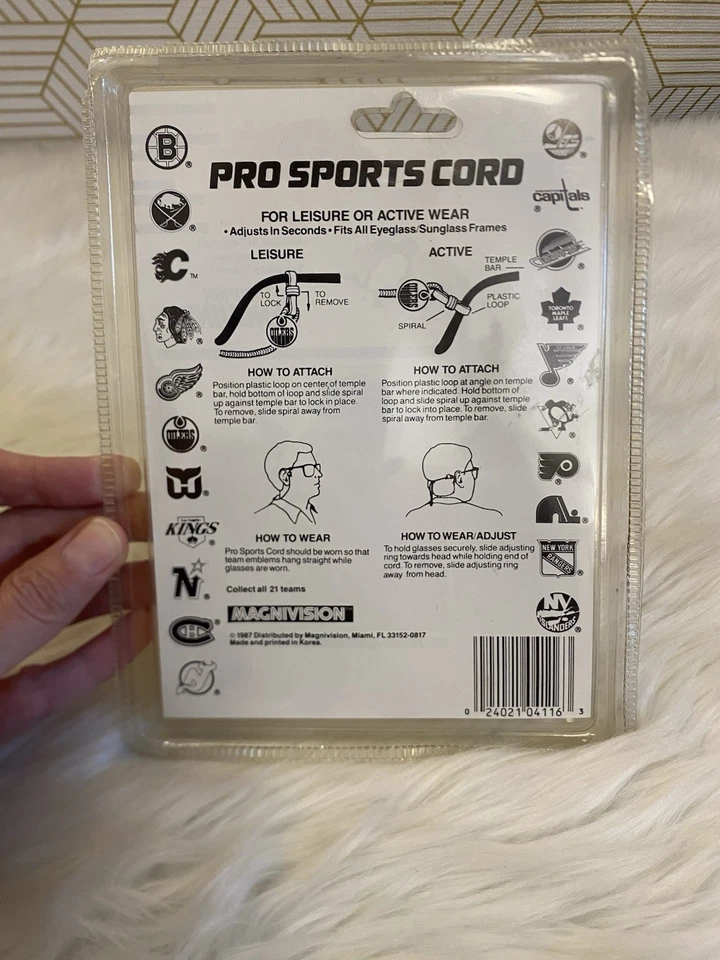 PRO SPORTS CORD
FOR LEISURE OR ACTIVE WEAR
• Adjusts In Seconds • Fits All Eyeglass/Sunglass Frames
LEISURE
TO LOCK
TO REMOVE
OILERS
ACTIVE
TEMPLE BAR
PLASTIC LOOP
SPIRAL
OILERS
HOW TO ATTACH
Position plastic loop on center of temple
bar, hold bottom of loop and slide spiral
up against temple bar to lock in place.
To remove, slide spiral away from
temple bar.
HOW TO ATTACH
Position plastic loop at angle on temple
bar where indicated. Hold bottom of
loop and slide spiral up against temple
bar to lock into place. To remove, slide
spiral away from temple bar.
HOW TO WEAR
Pro Sports Cord should be worn so that
team emblems hang straight while
glasses are worn.
HOW TO WEAR/ADJUST
To hold glasses securely, slide adjusting
ring towards head while holding end of
cord. To remove, slide adjusting ring
away from head.
Collect all 21 teams
MAGNIVISION™
© 1987 Distributed by Magnivision, Miami, FL 33152-0817
Made and printed in Korea.
B®
®
C™
®
®
OILERS®
®
KINGS®
N®
CH®
®
®
capitals®
®
TORONTO
MAPLE
LEAFS®
®
®
®
®
NEW YORK
RANGERS®
NY
ISLANDERS®
0 24021 04116 3